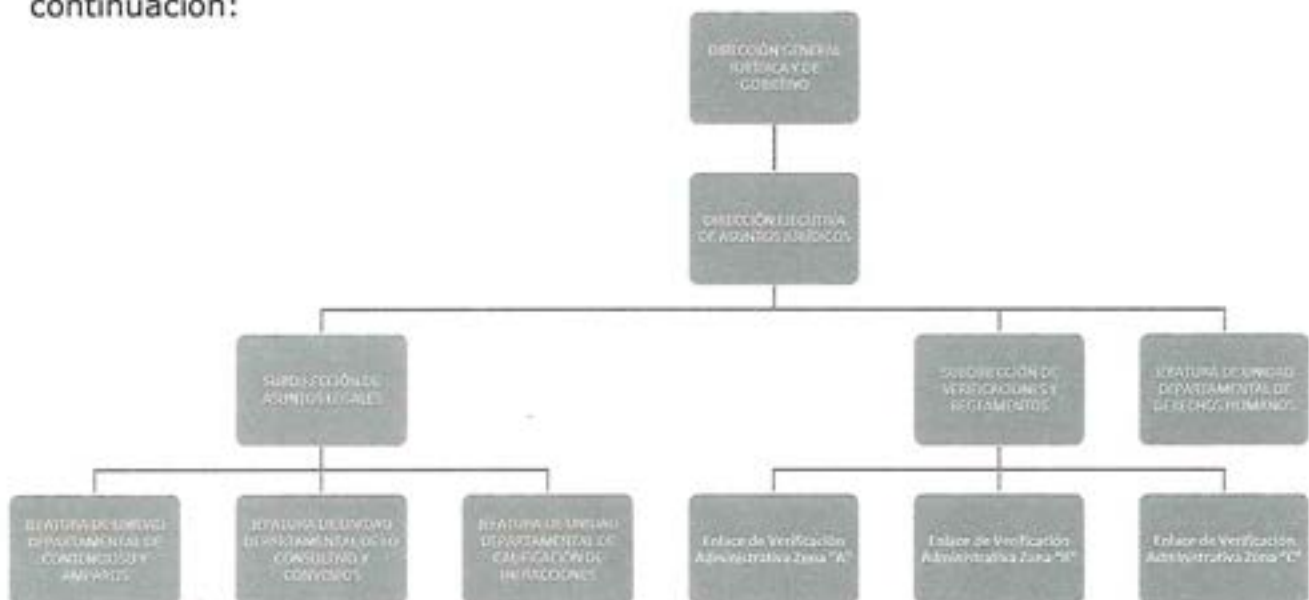 continuación:
DIRECCIÓN GENERAL
JURÍDICA Y DE
GOBIERNO
DIRECCIÓN EJECUTIVA
DE ASUNTOS JURÍDICOS
SUBDIRECCIÓN DE
ASUNTOS LEGALES
SUBDIRECCIÓN DE
VERIFICACIONES Y
REGLAMENTOS
JEFATURA DE UNIDAD
DEPARTAMENTAL DE
DERECHOS HUMANOS
JEFATURA DE UNIDAD
DEPARTAMENTAL DE
CONTENCIOSO Y
AMPAROS
JEFATURA DE UNIDAD
DEPARTAMENTAL DE LO
CONSULTIVO Y
CONVENIOS
JEFATURA DE UNIDAD
DEPARTAMENTAL DE
CALIFICACIÓN DE
INFRACCIONES
Enlace de Verificación
Administrativa Zona "A"
Enlace de Verificación
Administrativa Zona "B"
Enlace de Verificación
Administrativa Zona "C"